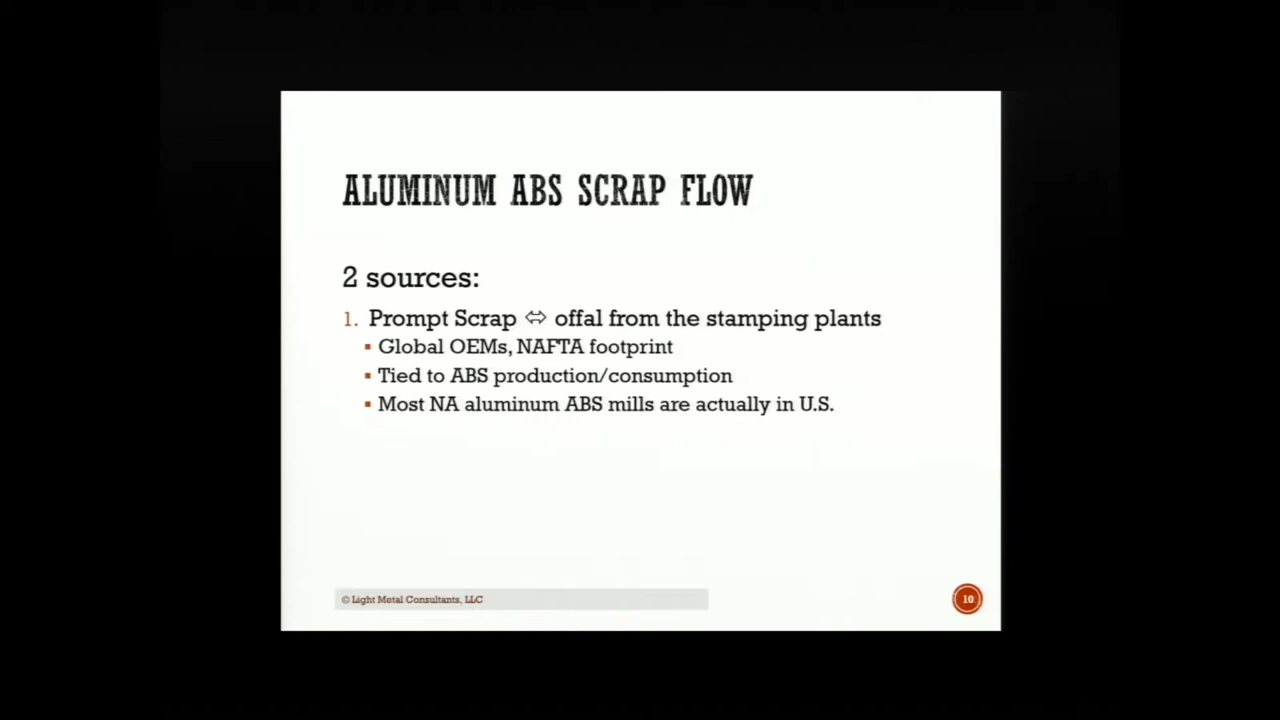 ALUMINUM ABS SCRAP FLOW
2 sources:
1. Prompt Scrap ⇔ offal from the stamping plants
▪ Global OEMs, NAFTA footprint
▪ Tied to ABS production/consumption
▪ Most NA aluminum ABS mills are actually in U.S.
© Light Metal Consultants, LLC
10